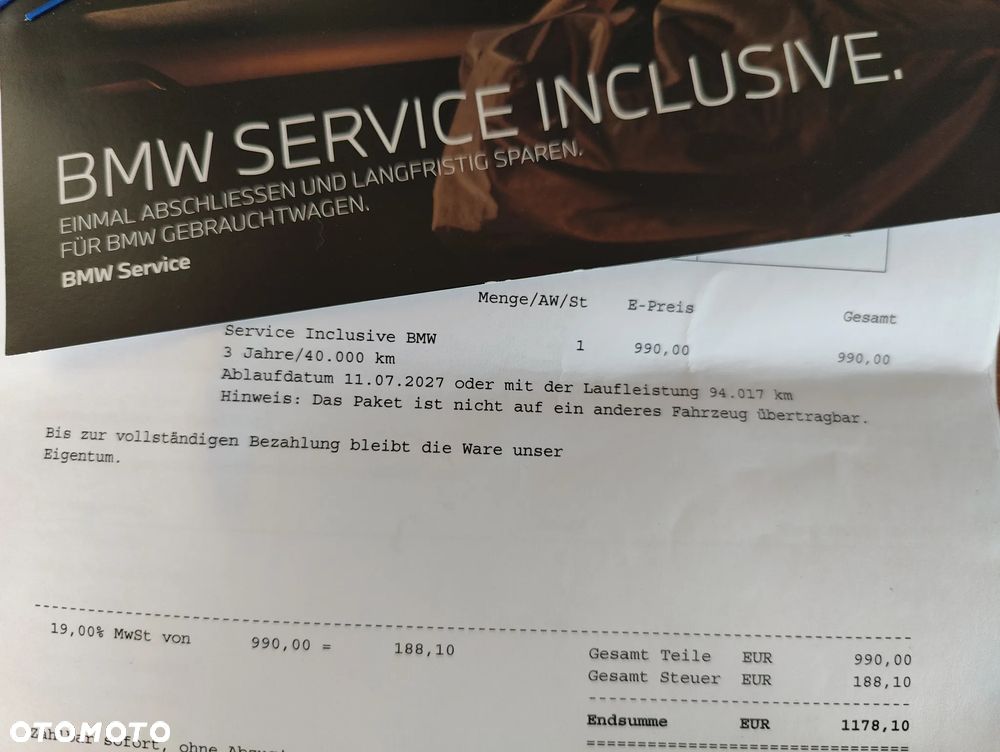 BMW SERVICE INCLUSIVE.
EINMAL ABSCHLIESSEN UND LANGFRISTIG SPAREN.
FÜR BMW GEBRAUCHTWAGEN.
BMW Service
Menge/AW/St E-Preis Gesamt
Service Inclusive BMW
3 Jahre/40.000 km 1 990,00 990,00
Ablaufdatum 11.07.2027 oder mit der Laufleistung 94.017 km
Hinweis: Das Paket ist nicht auf ein anderes Fahrzeug übertragbar.
Bis zur vollständigen Bezahlung bleibt die Ware unser
Eigentum.
19,00% MwSt von 990,00 = 188,10
Gesamt Teile EUR 990,00
Gesamt Steuer EUR 188,10
Endsumme EUR 1178,10
sofort, ohne
OTOMOTO